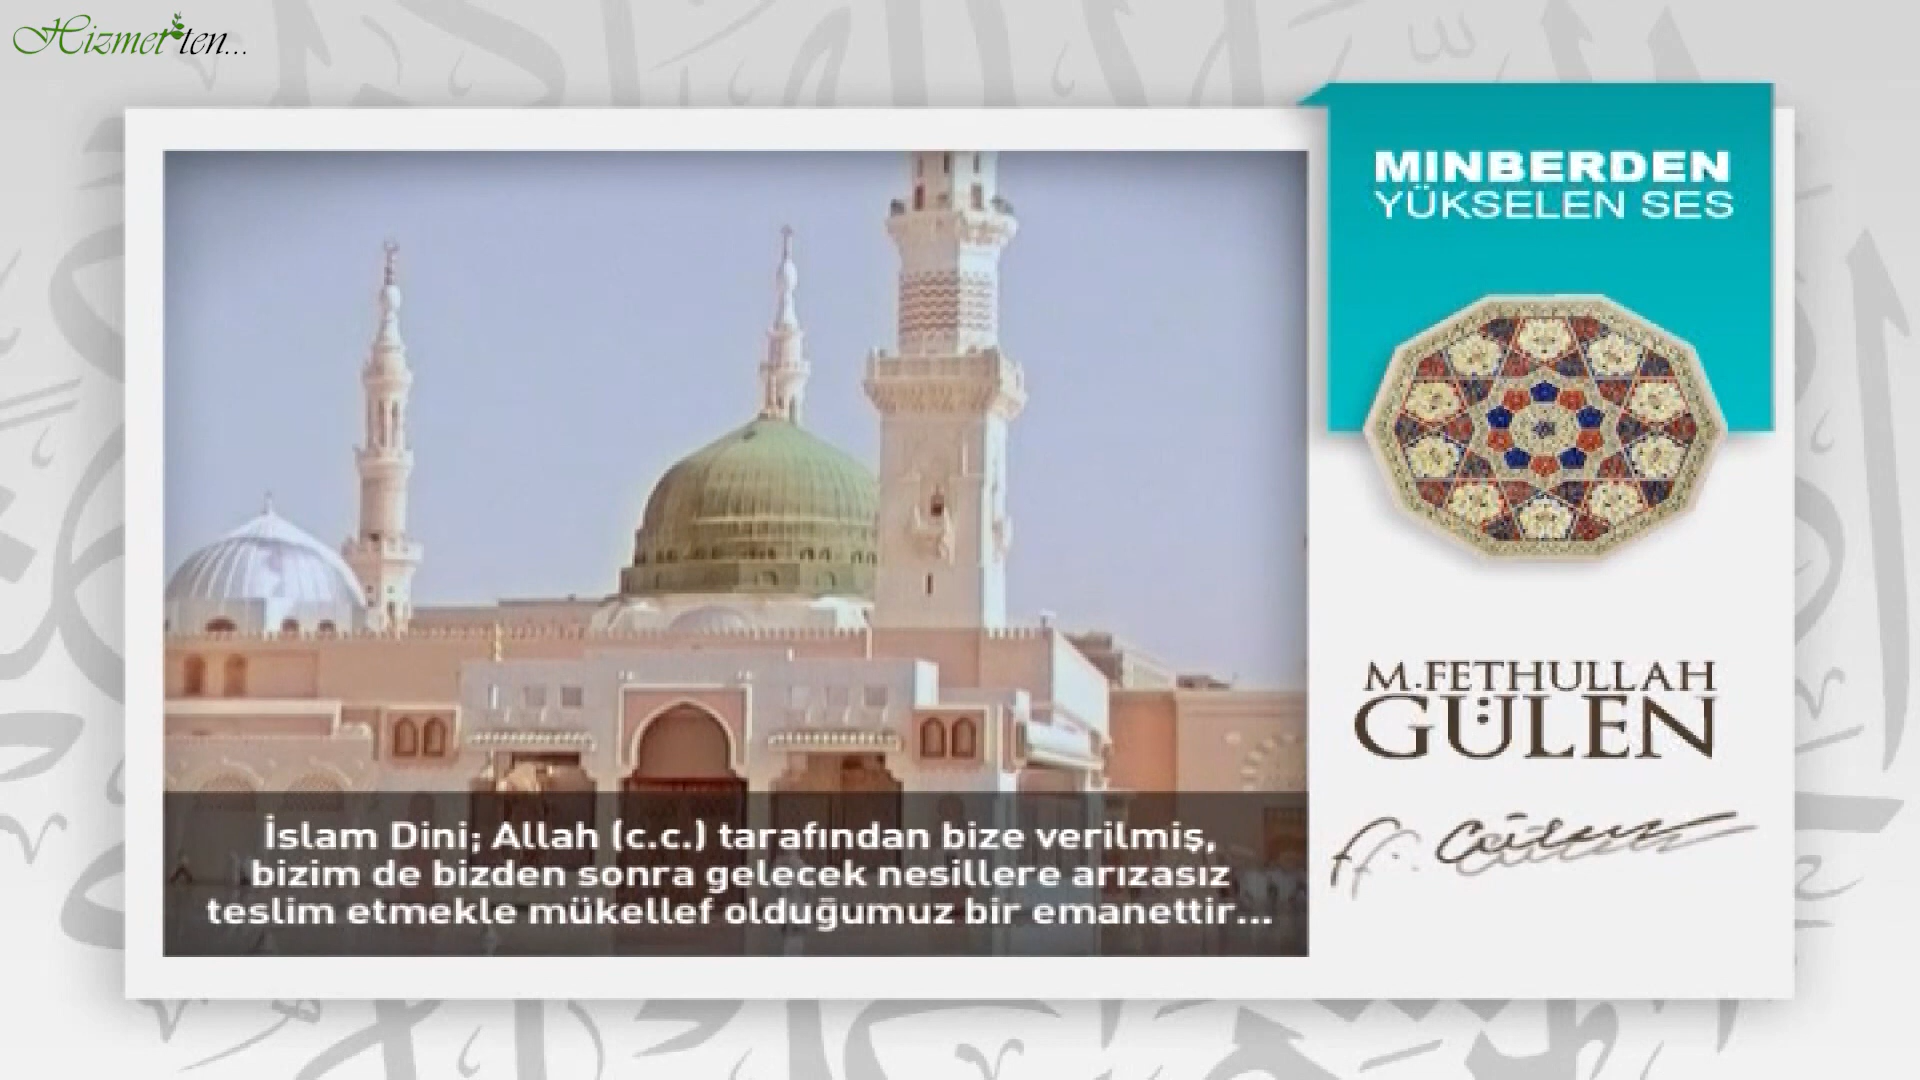 Hizmet'ten...
MINBERDEN
YÜKSELEN SES
M.FETHULLAH
GÜLEN
F. Gülen
İslam Dini; Allah (c.c.) tarafından bize verilmiş,
bizim de bizden sonra gelecek nesillere arızasız
teslim etmekle mükellef olduğumuz bir emanettir...